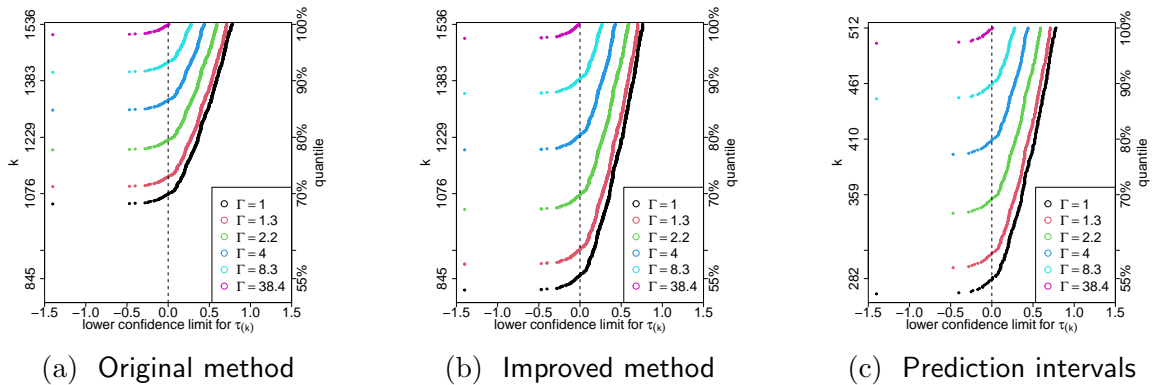 1536
1383
1229
1076
845
k
100%
90%
80%
70%
55%
quantile
Γ = 1
Γ = 1.3
Γ = 2.2
Γ = 4
Γ = 8.3
Γ = 38.4
−1.5 −1.0 −0.5 0.0 0.5 1.0 1.5
lower confidence limit for τ(k)
(a) Original method
1536
1383
1229
1076
845
k
100%
90%
80%
70%
55%
quantile
Γ = 1
Γ = 1.3
Γ = 2.2
Γ = 4
Γ = 8.3
Γ = 38.4
−1.5 −1.0 −0.5 0.0 0.5 1.0 1.5
lower confidence limit for τ(k)
(b) Improved method
512
461
410
359
282
k
100%
90%
80%
70%
55%
quantile
Γ = 1
Γ = 1.3
Γ = 2.2
Γ = 4
Γ = 8.3
Γ = 38.4
−1.5 −1.0 −0.5 0.0 0.5 1.0 1.5
lower confidence limit for τ(k)
(c) Prediction intervals